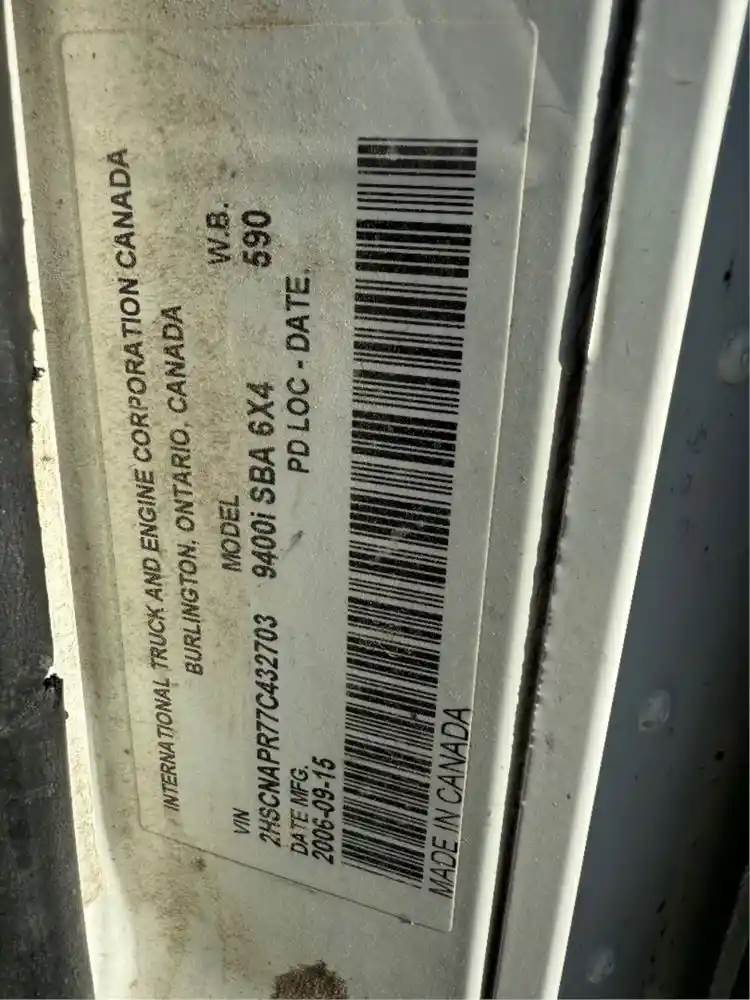 INTERNATIONAL TRUCK AND ENGINE CORPORATION CANADA
BURLINGTON, ONTARIO, CANADA
VIN MODEL W.B.
2HSCNAPR77C432703 9400i SBA 6X4 590
DATE MFG. PD LOC - DATE.
2006-09-15
MADE IN CANADA